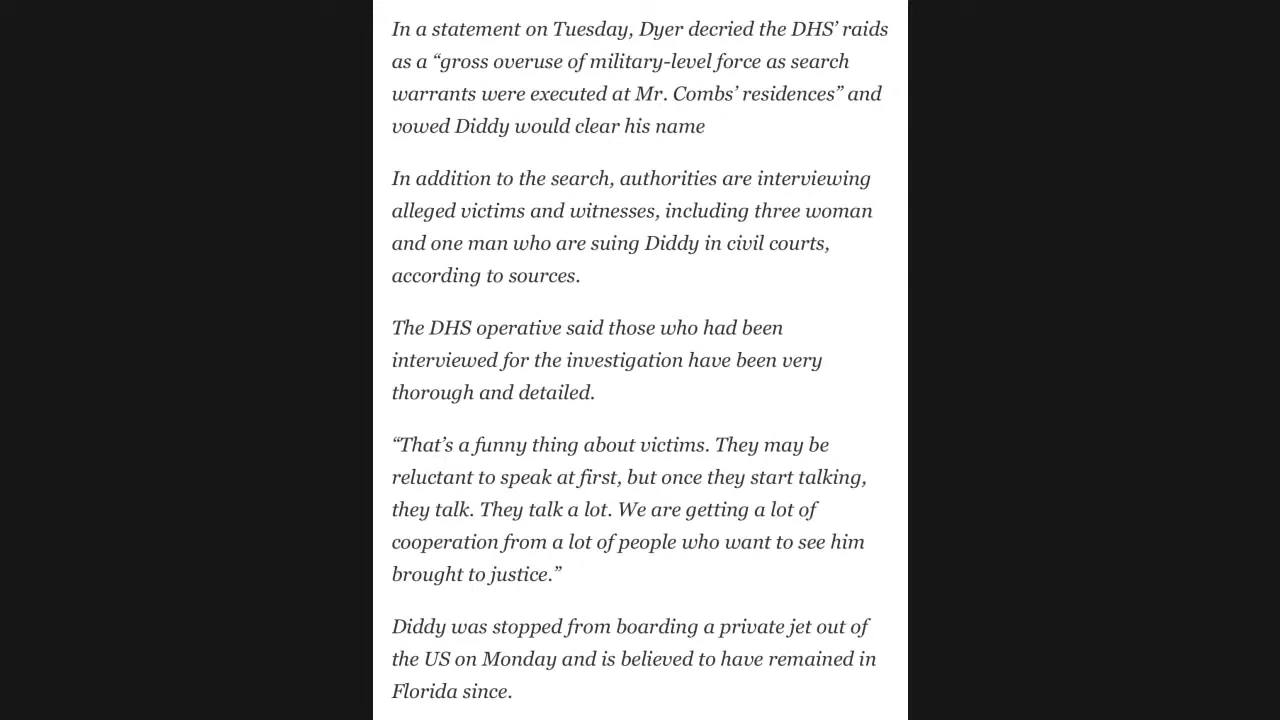 In a statement on Tuesday, Dyer decried the DHS’ raids
as a “gross overuse of military-level force as search
warrants were executed at Mr. Combs’ residences” and
vowed Diddy would clear his name
In addition to the search, authorities are interviewing
alleged victims and witnesses, including three woman
and one man who are suing Diddy in civil courts,
according to sources.
The DHS operative said those who had been
interviewed for the investigation have been very
thorough and detailed.
“That’s a funny thing about victims. They may be
reluctant to speak at first, but once they start talking,
they talk. They talk a lot. We are getting a lot of
cooperation from a lot of people who want to see him
brought to justice.”
Diddy was stopped from boarding a private jet out of
the US on Monday and is believed to have remained in
Florida since.